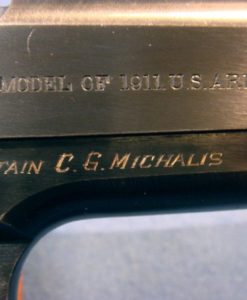 MODEL OF 1911.U.S.AR
TAIN C. G. MICHALIS